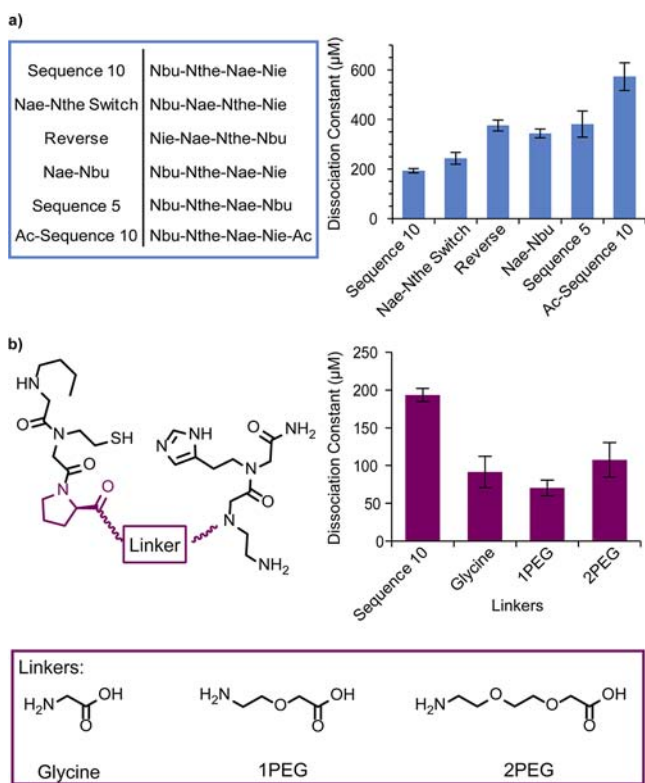 a)
Sequence 10 Nbu-Nthe-Nae-Nie
Nae-Nthe Switch Nbu-Nae-Nthe-Nie
Reverse Nie-Nae-Nthe-Nbu
Nae-Nbu Nbu-Nthe-Nae-Nie
Sequence 5 Nbu-Nthe-Nae-Nbu
Ac-Sequence 10 Nbu-Nthe-Nae-Nie-Ac
Dissociation Constant (μM)
600
400
200
0
Sequence 10
Nae-Nthe Switch
Reverse
Nae-Nbu
Sequence 5
Ac-Sequence 10
b)
HN
O
N
SH
O
N
O
Linker
N
NH
NH2
O
N
O
N
NH2
Dissociation Constant (μM)
250
200
150
100
50
0
Sequence 10
Glycine
1PEG
2PEG
Linkers
Linkers:
H2N OH O
H2N O OH O
H2N O O OH O
Glycine 1PEG 2PEG